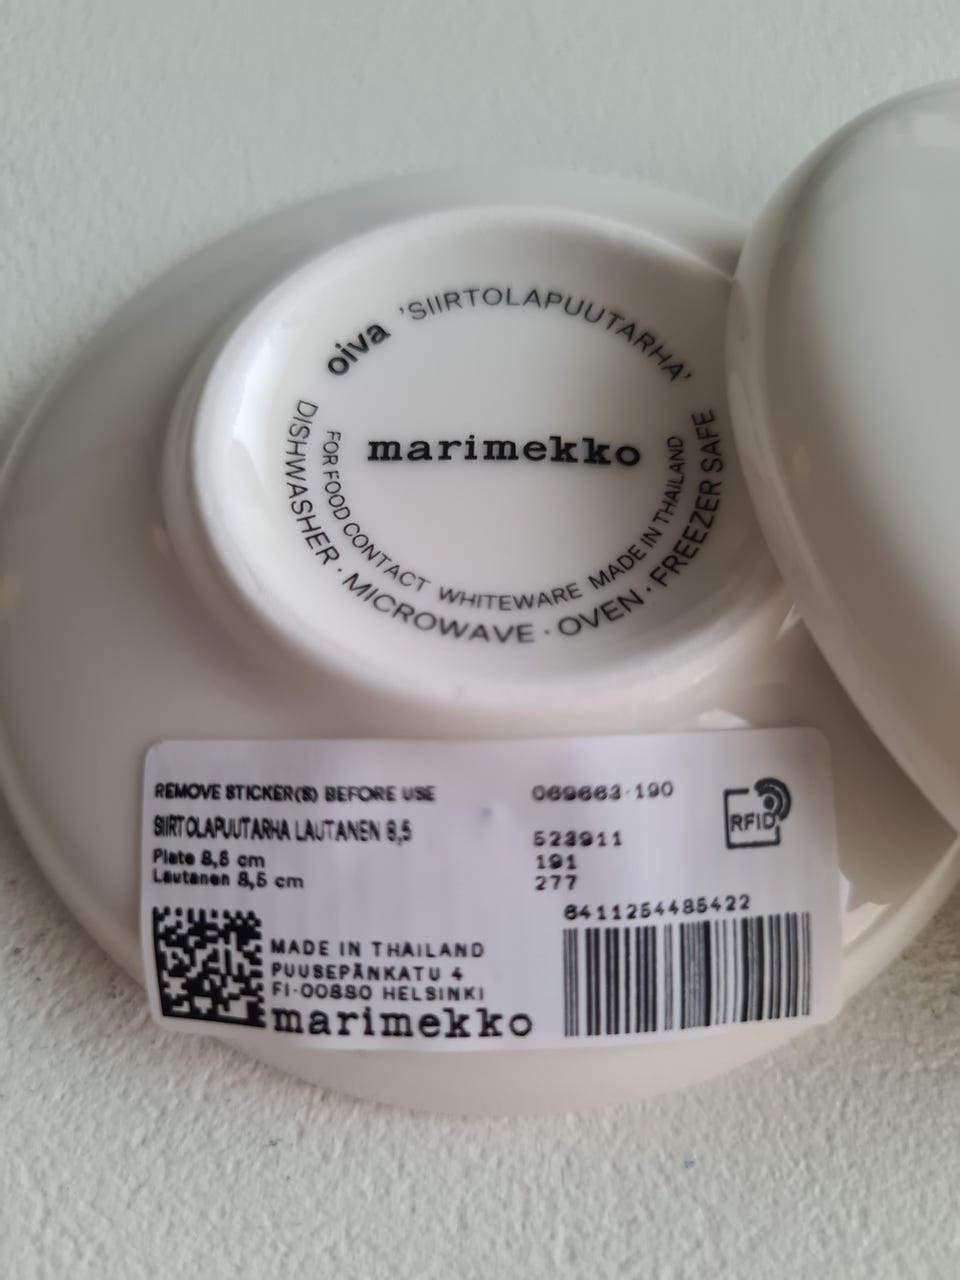 oiva 'SIIRTOLAPUUTARHA'
marimekko
FOR FOOD CONTACT WHITEWARE MADE IN THAILAND
DISHWASHER · MICROWAVE · OVEN · FREEZER SAFE
REMOVE STICKER(S) BEFORE USE
069663-190
RFID
SIIRTOLAPUUTARHA LAUTANEN 8,5
523911
Plate 8,5 cm
191
Lautanen 8,5 cm
277
6411254485422
MADE IN THAILAND
PUUSEPÄNKATU 4
FI-00880 HELSINKI
marimekko